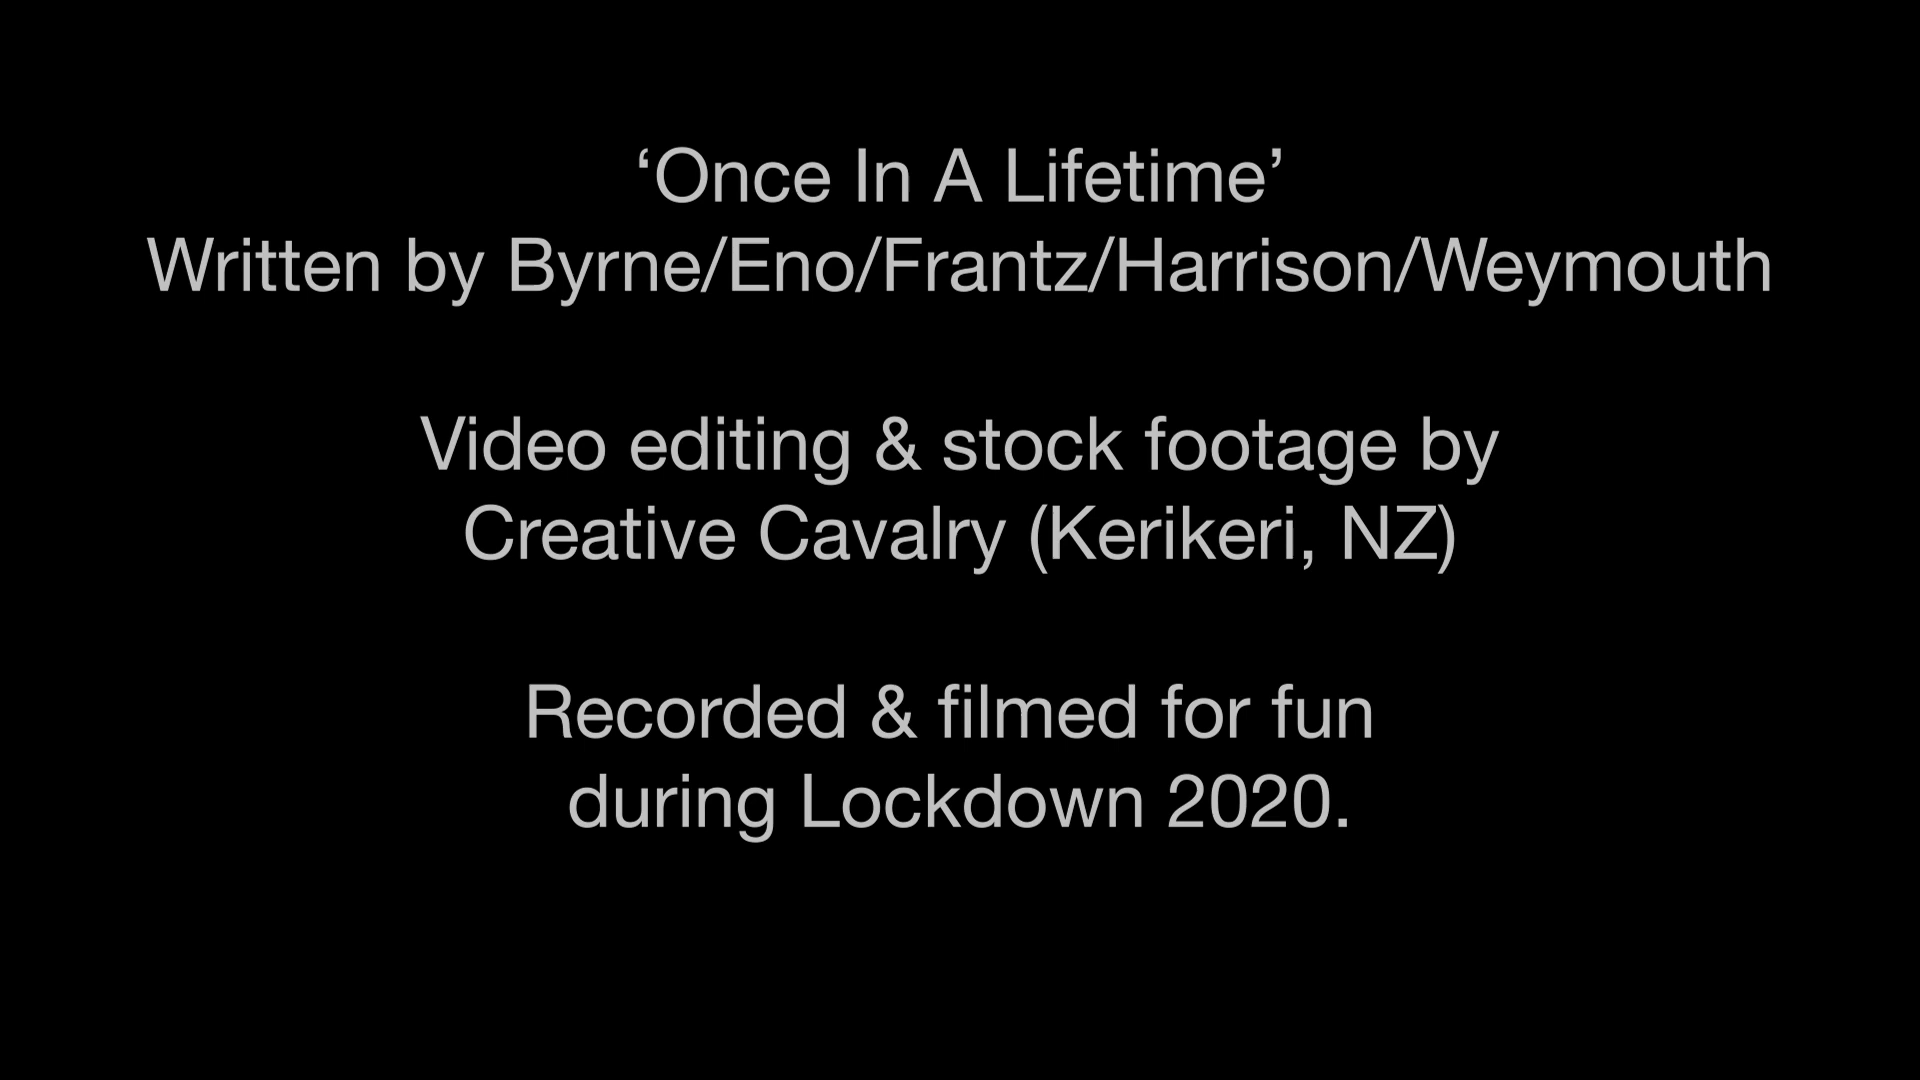 ‘Once In A Lifetime’
Written by Byrne/Eno/Frantz/Harrison/Weymouth
Video editing & stock footage by
Creative Cavalry (Kerikeri, NZ)
Recorded & filmed for fun
during Lockdown 2020.